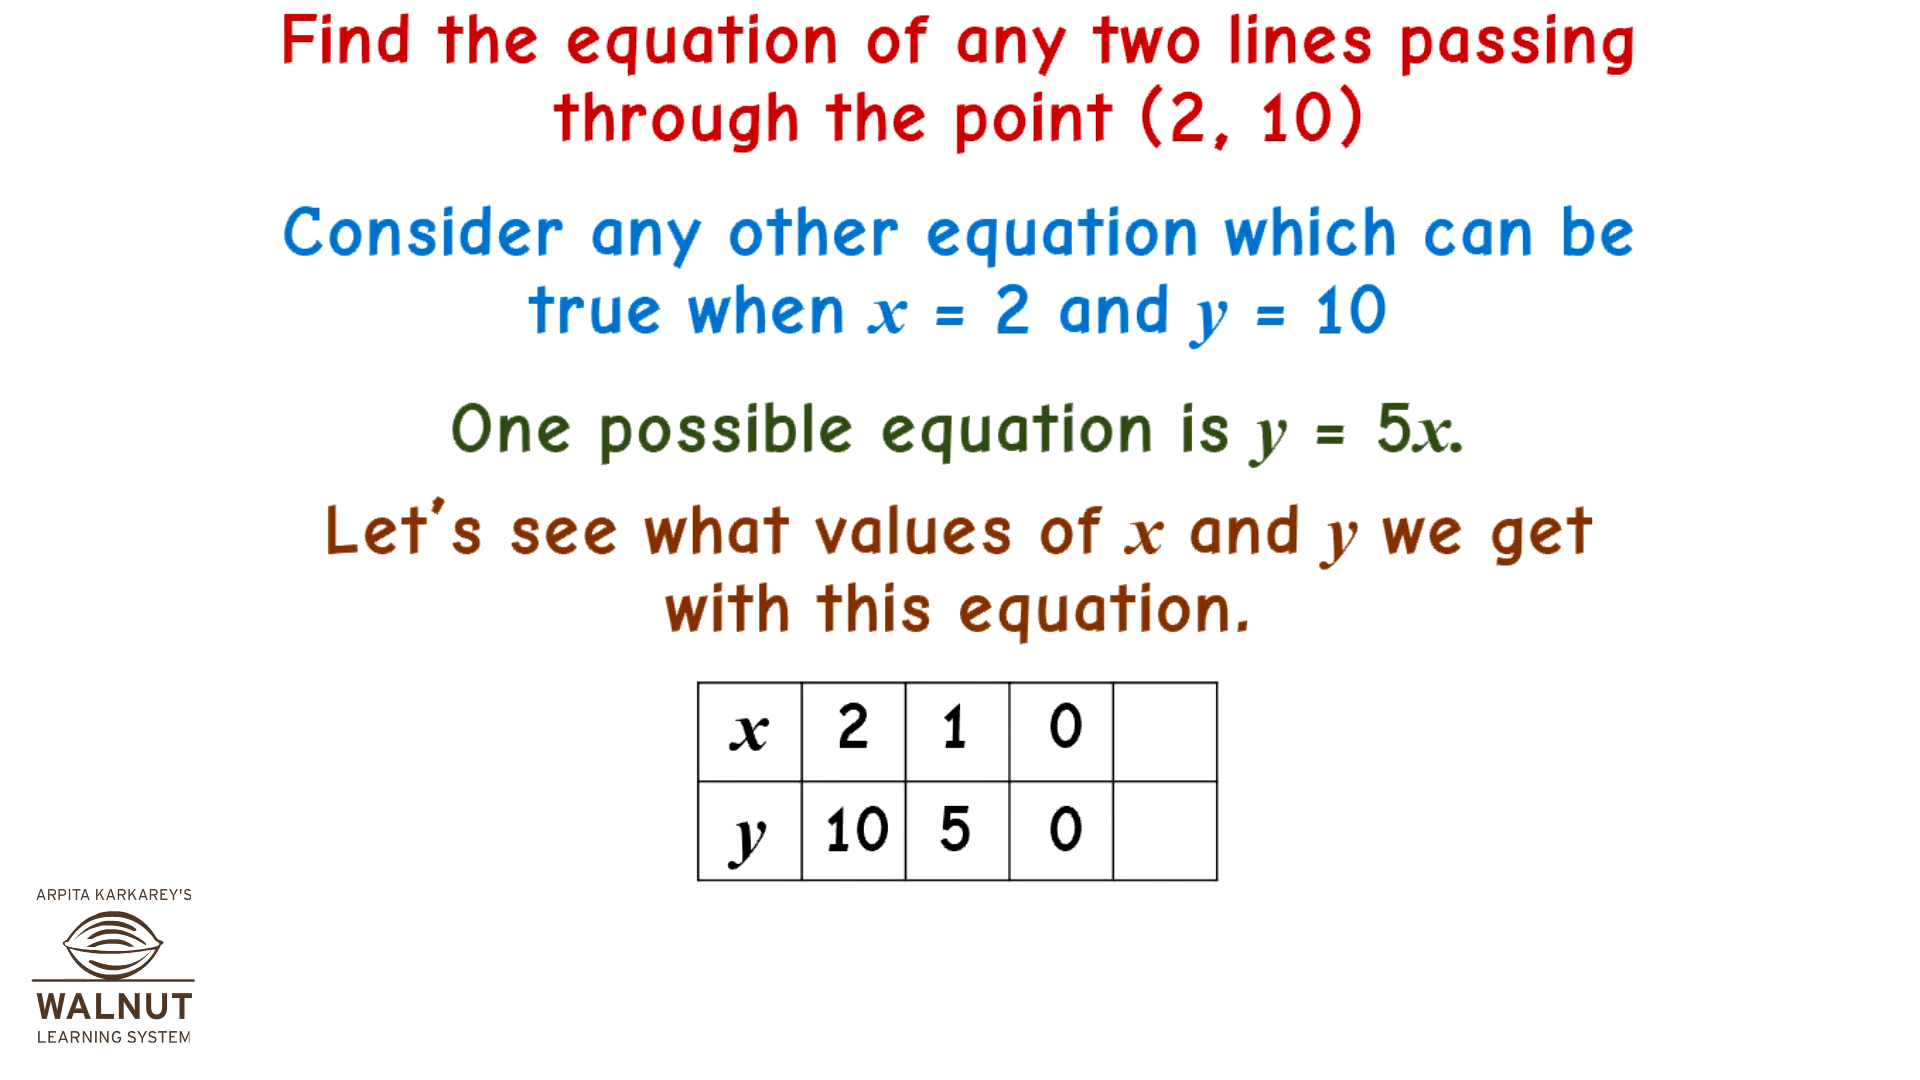 Find the equation of any two lines passing
through the point (2, 10)
Consider any other equation which can be
true when x = 2 and y = 10
One possible equation is y = 5x.
Let's see what values of x and y we get
with this equation.
x 2 1 0
y 10 5 0
ARPITA KARKAREY'S
WALNUT
LEARNING SYSTEM